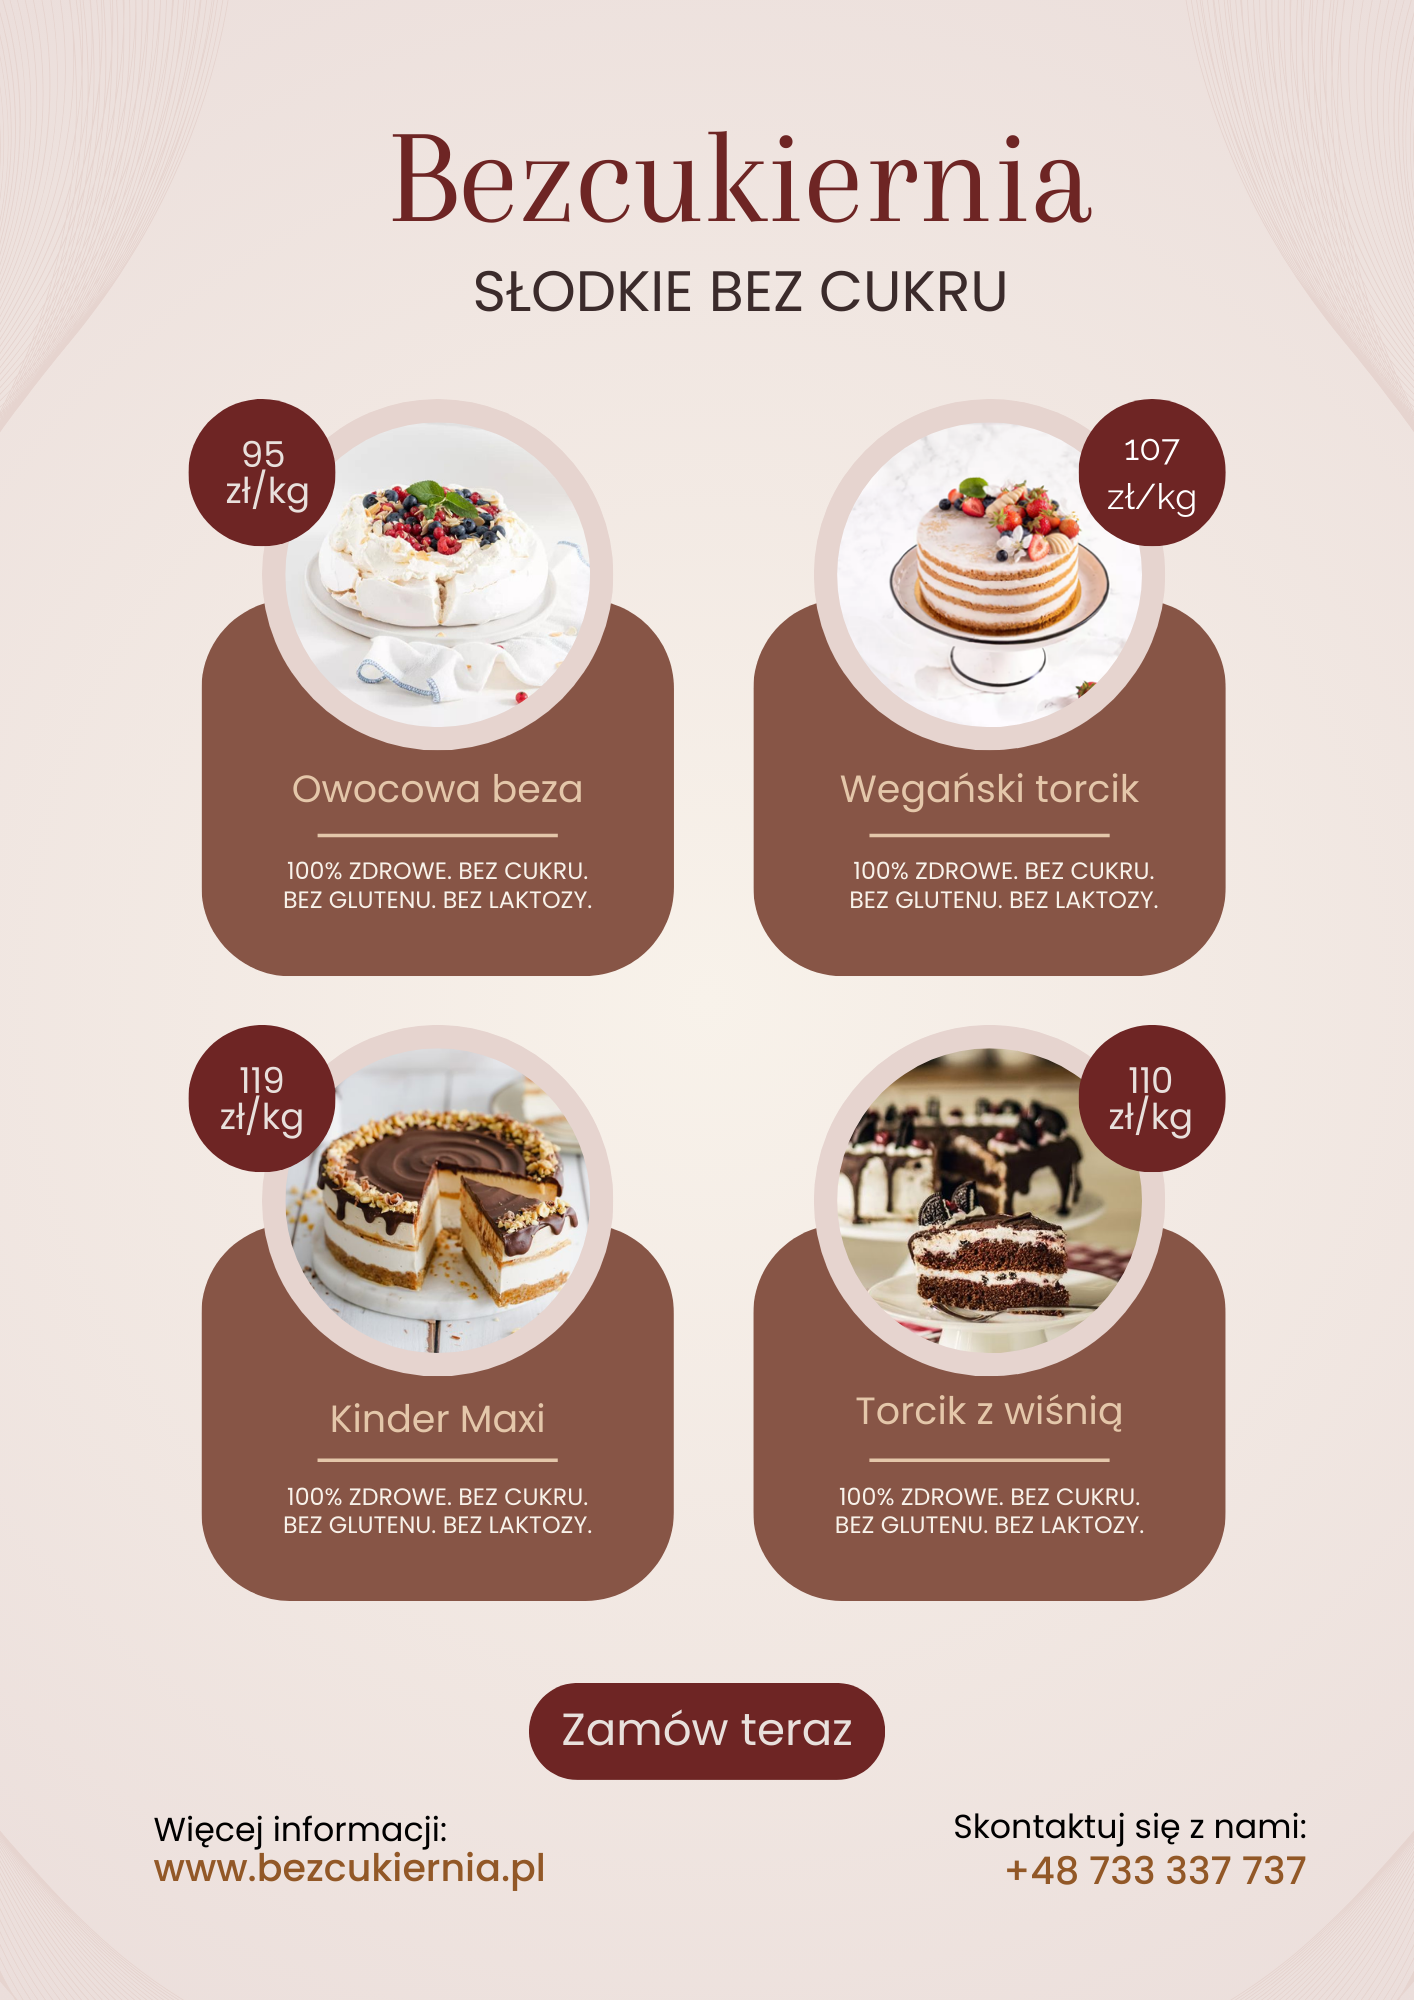 Bezcukiernia
SŁODKIE BEZ CUKRU
95
zł/kg
Owocowa beza
100% ZDROWE. BEZ CUKRU.
BEZ GLUTENU. BEZ LAKTOZY.
107
zł/kg
Wegański torcik
100% ZDROWE. BEZ CUKRU.
BEZ GLUTENU. BEZ LAKTOZY.
119
zł/kg
Kinder Maxi
100% ZDROWE. BEZ CUKRU.
BEZ GLUTENU. BEZ LAKTOZY.
110
zł/kg
Torcik z wiśnią
100% ZDROWE. BEZ CUKRU.
BEZ GLUTENU. BEZ LAKTOZY.
Zamów teraz
Więcej informacji:
www.bezcukiernia.pl
Skontaktuj się z nami:
+48 733 337 737